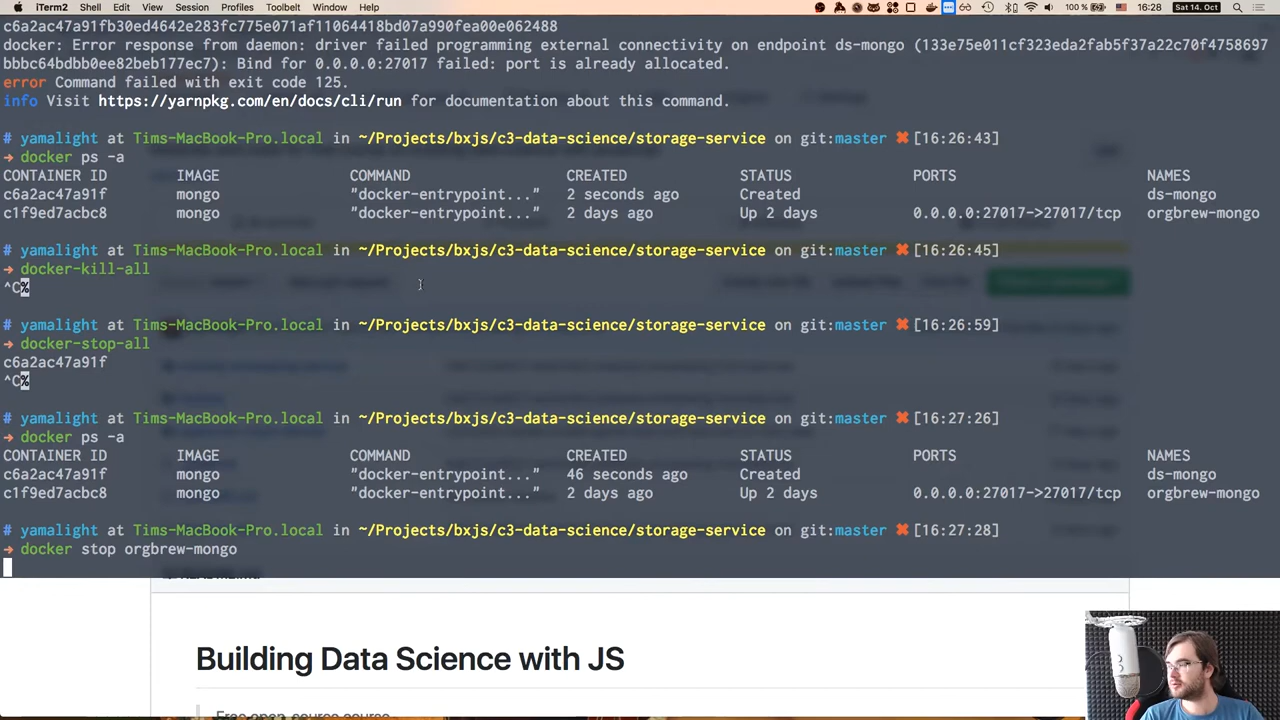 iTerm2 Shell Edit View Session Profiles Toolbelt Window Help 100 % Sat 14. Oct 16:28
c6a2ac47a91fb30ed4642e283fc775e071af11064418bd07a990fea00e062488
docker: Error response from daemon: driver failed programming external connectivity on endpoint ds-mongo (133e75e011cf323eda2fab5f37a22c70f4758697
bbbc64bdbb0ee82beb177ec7): Bind for 0.0.0.0:27017 failed: port is already allocated.
error Command failed with exit code 125.
info Visit https://yarnpkg.com/en/docs/cli/run for documentation about this command.
# yamalight at Tims-MacBook-Pro.local in ~/Projects/bxjs/c3-data-science/storage-service on git:master ✖ [16:26:43]
➜ docker ps -a
CONTAINER ID IMAGE COMMAND CREATED STATUS PORTS NAMES
c6a2ac47a91f mongo "docker-entrypoint..." 2 seconds ago Created ds-mongo
c1f9ed7acbc8 mongo "docker-entrypoint..." 2 days ago Up 2 days 0.0.0.0:27017->27017/tcp orgbrew-mongo
# yamalight at Tims-MacBook-Pro.local in ~/Projects/bxjs/c3-data-science/storage-service on git:master ✖ [16:26:45]
➜ docker-kill-all
^C%
# yamalight at Tims-MacBook-Pro.local in ~/Projects/bxjs/c3-data-science/storage-service on git:master ✖ [16:26:59]
➜ docker-stop-all
c6a2ac47a91f
^C%
# yamalight at Tims-MacBook-Pro.local in ~/Projects/bxjs/c3-data-science/storage-service on git:master ✖ [16:27:26]
➜ docker ps -a
CONTAINER ID IMAGE COMMAND CREATED STATUS PORTS NAMES
c6a2ac47a91f mongo "docker-entrypoint..." 46 seconds ago Created ds-mongo
c1f9ed7acbc8 mongo "docker-entrypoint..." 2 days ago Up 2 days 0.0.0.0:27017->27017/tcp orgbrew-mongo
# yamalight at Tims-MacBook-Pro.local in ~/Projects/bxjs/c3-data-science/storage-service on git:master ✖ [16:27:28]
➜ docker stop orgbrew-mongo
Building Data Science with JS
Free open-source course